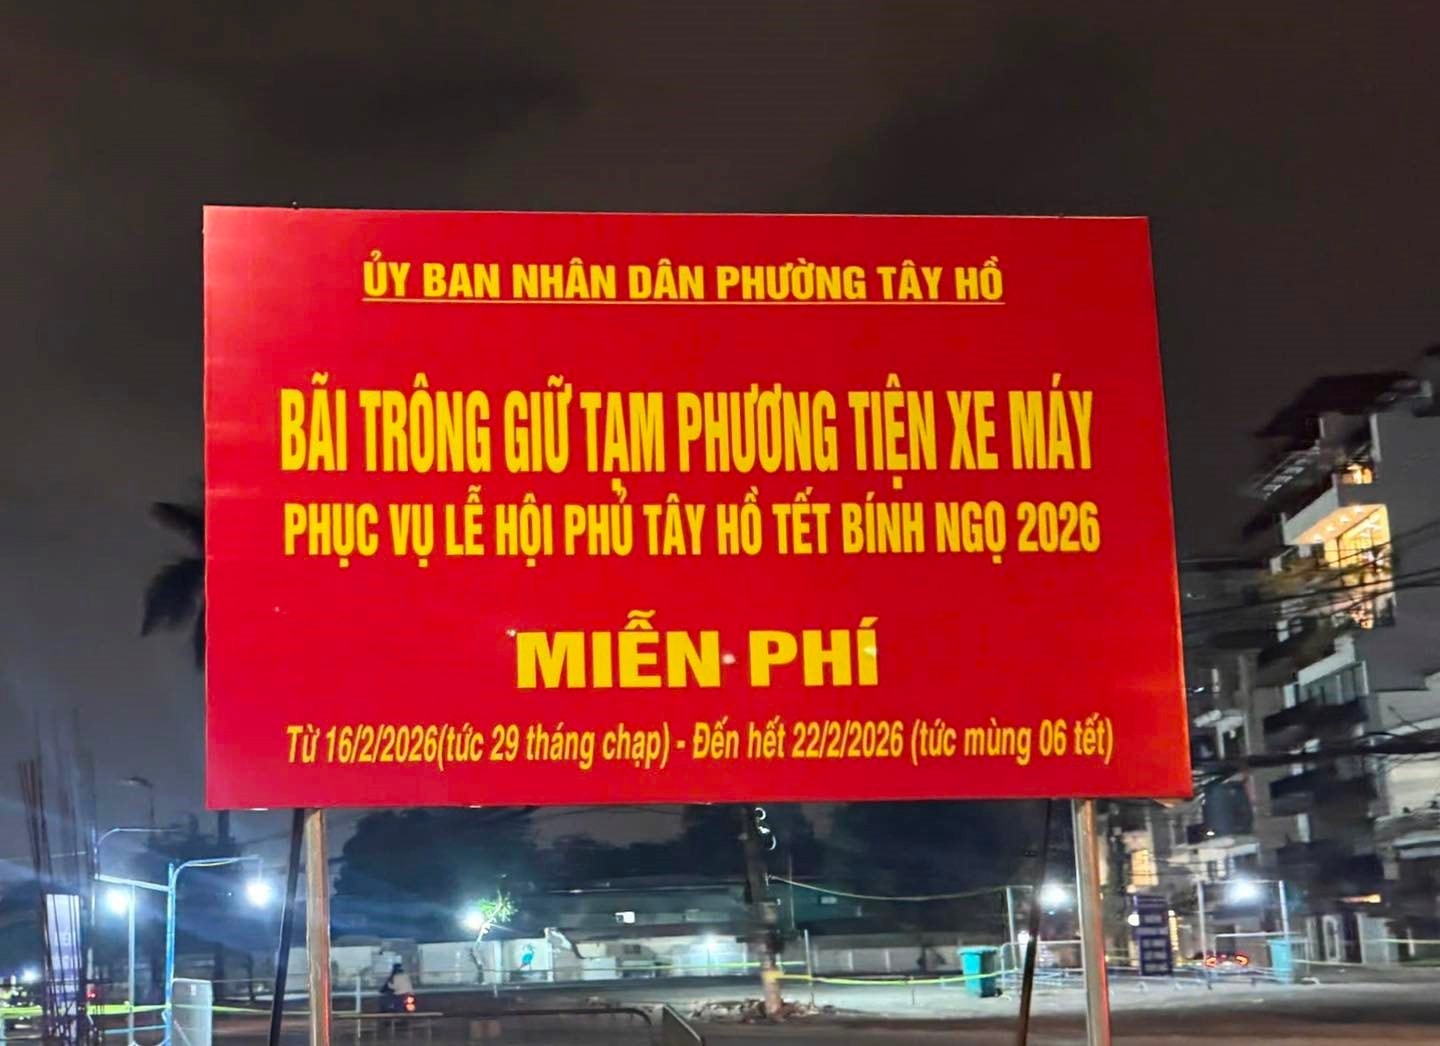 ỦY BAN NHÂN DÂN PHƯỜNG TÂY HỒ
BÃI TRÔNG GIỮ TẠM PHƯƠNG TIỆN XE MÁY
PHỤC VỤ LỄ HỘI PHỦ TÂY HỒ TẾT BÍNH NGỌ 2026
MIỄN PHÍ
Từ 16/2/2026(tức 29 tháng chạp) - Đến hết 22/2/2026 (tức mùng 06 tết)